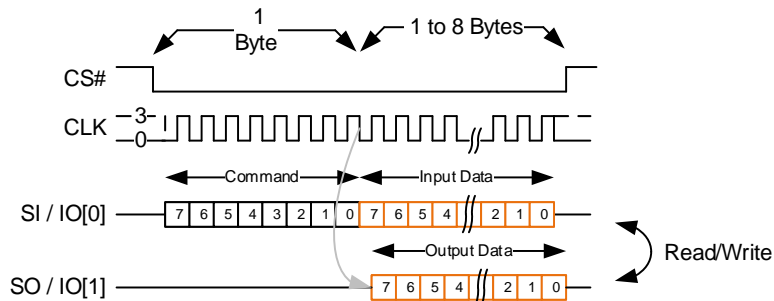 1
Byte
1 to 8 Bytes
CS#
CLK
3
0
Command
Input Data
SI / IO[0]
7 6 5 4 3 2 1 0 7 6 5 4 2 1 0
Output Data
Read/Write
SO / IO[1]
7 6 5 4 2 1 0